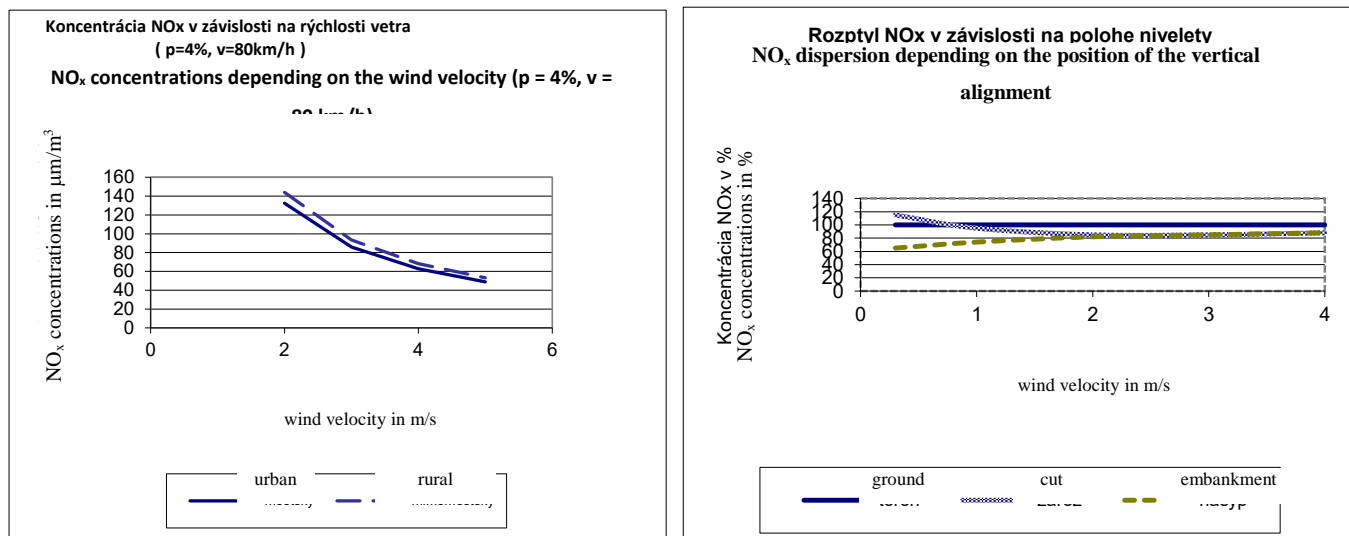 Koncentrácia NOx v závislosti na rýchlosti vetra
( p=4%, v=80km/h )
NOₓ concentrations depending on the wind velocity (p = 4%, v =
80 km/h)
NOₓ concentrations in µm/m³
160
140
120
100
80
60
40
20
0
0 2 4 6
wind velocity in m/s
urban rural
Rozptyl NOx v závislosti na polohe nivelety
NOₓ dispersion depending on the position of the vertical
alignment
Koncentrácia NOx v %
NOₓ concentrations in %
140
120
100
80
60
40
20
0
0 1 2 3 4
wind velocity in m/s
ground cut embankment